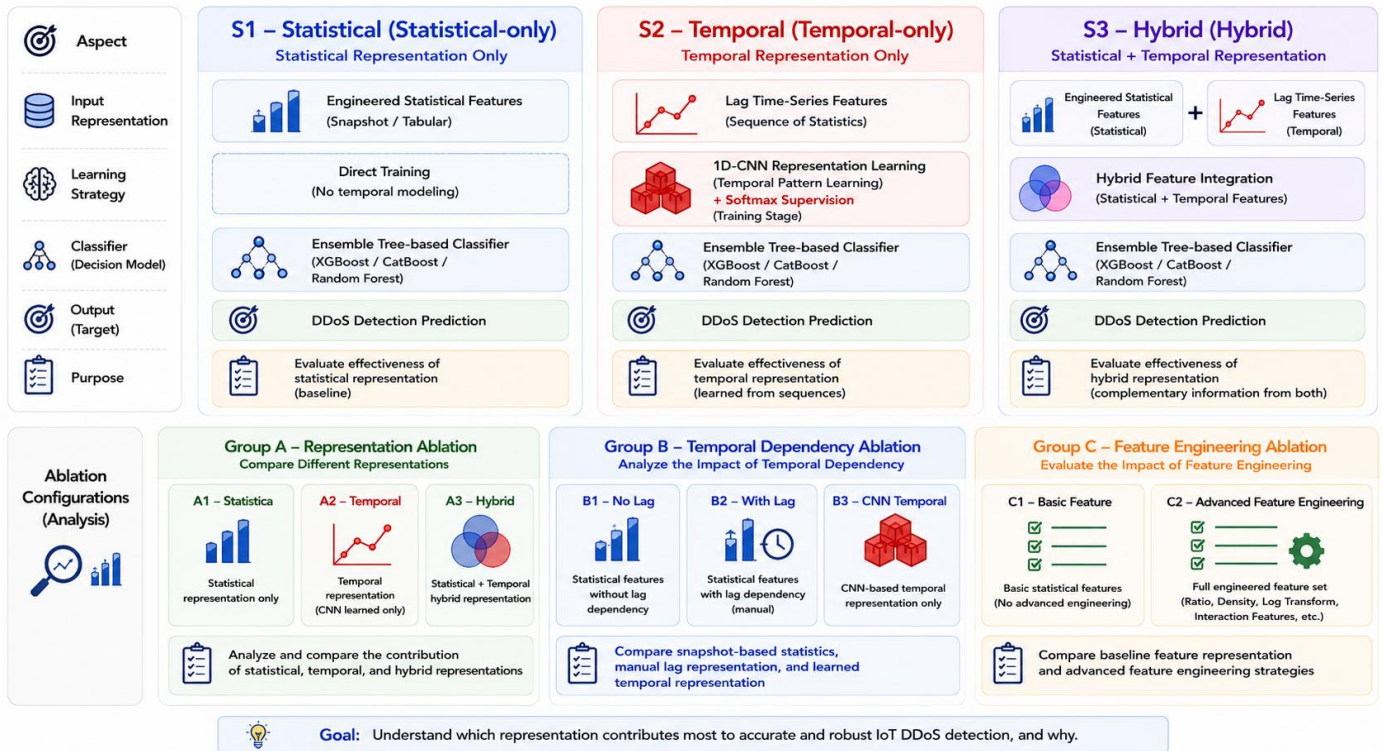 Aspect
Input
Representation
Learning
Strategy
Classifier
(Decision Model)
Output
(Target)
Purpose
S1 – Statistical (Statistical-only)
Statistical Representation Only
Engineered Statistical Features
(Snapshot / Tabular)
Direct Training
(No temporal modeling)
Ensemble Tree-based Classifier
(XGBoost / CatBoost /
Random Forest)
DDoS Detection Prediction
Evaluate effectiveness of
statistical representation
(baseline)
S2 – Temporal (Temporal-only)
Temporal Representation Only
Lag Time-Series Features
(Sequence of Statistics)
1D-CNN Representation Learning
(Temporal Pattern Learning)
+ Softmax Supervision
(Training Stage)
Ensemble Tree-based Classifier
(XGBoost / CatBoost /
Random Forest)
DDoS Detection Prediction
Evaluate effectiveness of
temporal representation
(learned from sequences)
S3 – Hybrid (Hybrid)
Statistical + Temporal Representation
Engineered Statistical
Features
(Statistical)
+
Lag Time-Series
Features
(Temporal)
Hybrid Feature Integration
(Statistical + Temporal Features)
Ensemble Tree-based Classifier
(XGBoost / CatBoost /
Random Forest)
DDoS Detection Prediction
Evaluate effectiveness of
hybrid representation
(complementary information from both)
Ablation
Configurations
(Analysis)
Group A – Representation Ablation
Compare Different Representations
A1 – Statistica
Statistical
representation only
A2 – Temporal
Temporal
representation
(CNN learned only)
A3 – Hybrid
Statistical + Temporal
hybrid representation
Analyze and compare the contribution
of statistical, temporal, and hybrid representations
Group B – Temporal Dependency Ablation
Analyze the Impact of Temporal Dependency
B1 – No Lag
Statistical features
without lag
dependency
B2 – With Lag
Statistical features
with lag dependency
(manual)
B3 – CNN Temporal
CNN-based temporal
representation only
Compare snapshot-based statistics,
manual lag representation, and learned
temporal representation
Group C – Feature Engineering Ablation
Evaluate the Impact of Feature Engineering
C1 – Basic Feature
Basic statistical features
(No advanced engineering)
C2 – Advanced Feature Engineering
Full engineered feature set
(Ratio, Density, Log Transform,
Interaction Features, etc.)
Compare baseline feature representation
and advanced feature engineering strategies
Goal: Understand which representation contributes most to accurate and robust IoT DDoS detection, and why.